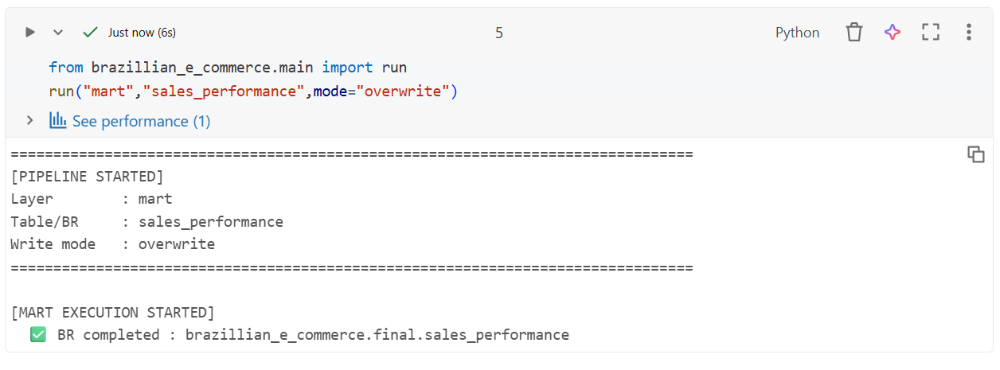 Just now (6s)
5
Python
from brazillian_e_commerce.main import run
run("mart","sales_performance",mode="overwrite")
See performance (1)
================================================================================
[PIPELINE STARTED]
Layer        : mart
Table/BR     : sales_performance
Write mode   : overwrite
================================================================================
[MART EXECUTION STARTED]
✅ BR completed : brazillian_e_commerce.final.sales_performance